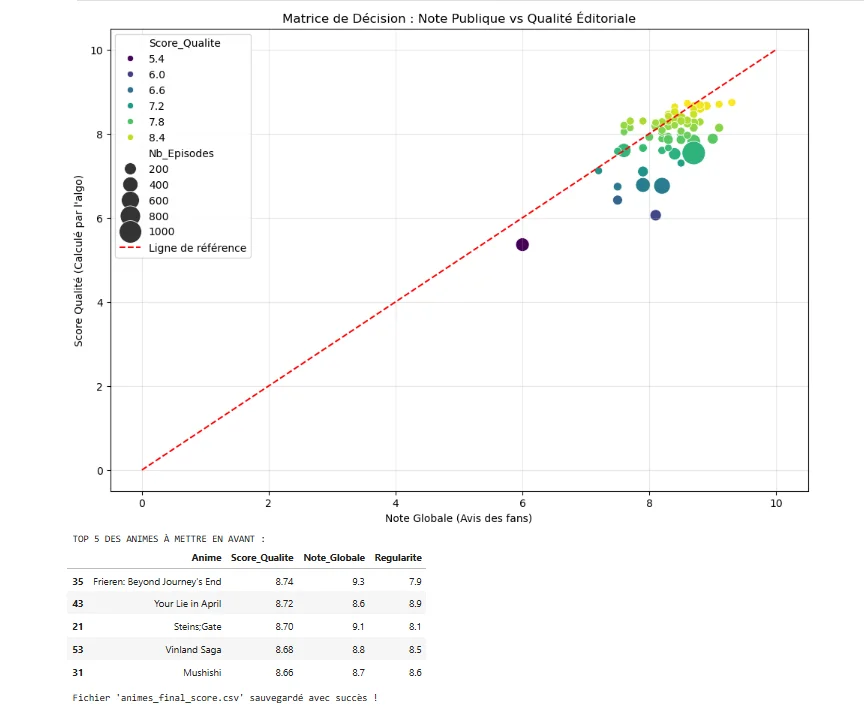 Matrice de Décision : Note Publique vs Qualité Éditoriale
Score Qualité (Calculé par l'algo)
10
8
6
4
2
0
Score_Qualite
5.4
6.0
6.6
7.2
7.8
8.4
Nb_Episodes
200
400
600
800
1000
Ligne de référence
0 2 4 6 8 10
Note Globale (Avis des fans)
TOP 5 DES ANIMES À METTRE EN AVANT :
Anime Score_Qualite Note_Globale Regularite
35 Frieren: Beyond Journey's End 8.74 9.3 7.9
43 Your Lie in April 8.72 8.6 8.9
21 Steins;Gate 8.70 9.1 8.1
53 Vinland Saga 8.68 8.8 8.5
31 Mushishi 8.66 8.7 8.6
Fichier 'animes_final_score.csv' sauvegardé avec succès !